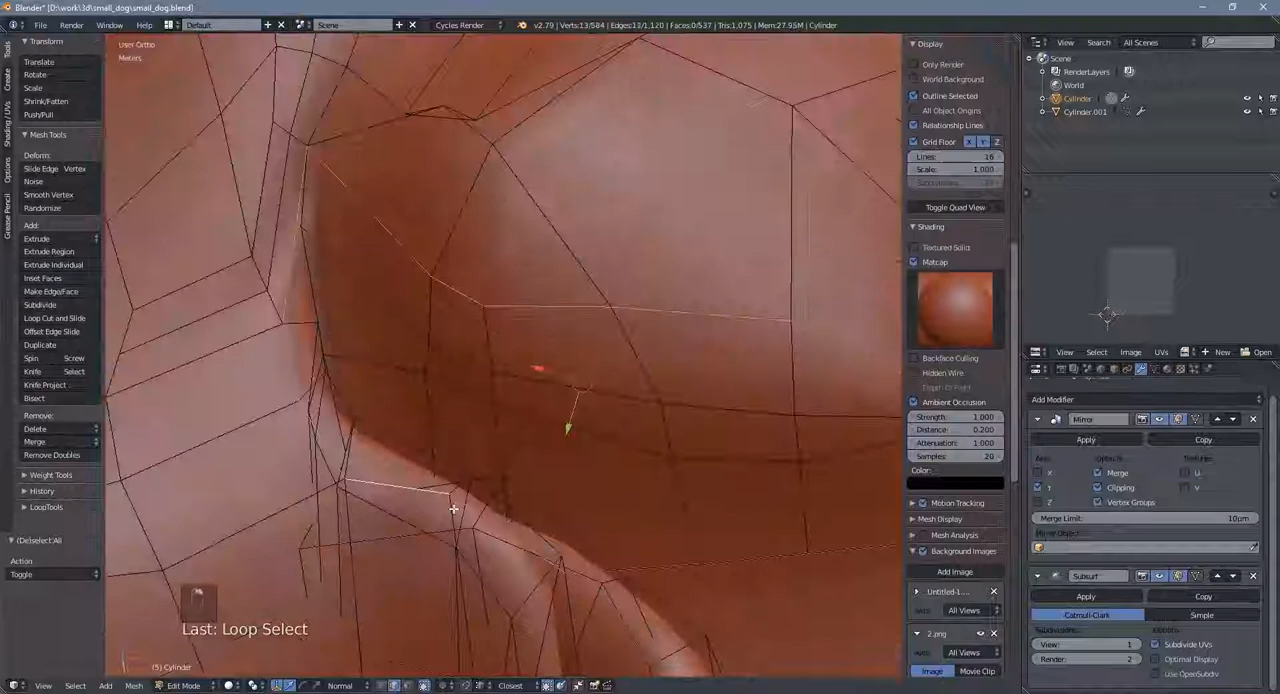 Blender* [D:\work\3d\small_dog\small_dog.blend]
File Render Window Help Default Scene Cycles Render v2.79 | Verts:13/584 | Edges:13/1,120 | Faces:0/537 | Tris:1,075 | Mem:27.95M | Cylinder
User Ortho
Meters
Tools
Create
Shading / UVs
Options
Grease Pencil
Transform
Translate
Rotate
Scale
Shrink/Fatten
Push/Pull
Mesh Tools
Deform:
Slide Edge Vertex
Noise
Smooth Vertex
Randomize
Add:
Extrude
Extrude Region
Extrude Individual
Inset Faces
Make Edge/Face
Subdivide
Loop Cut and Slide
Offset Edge Slide
Duplicate
Spin Screw
Knife Select
Knife Project
Bisect
Remove:
Delete
Merge
Remove Doubles
Weight Tools
History
LoopTools
(De)select All
Action
Toggle
Last: Loop Select
(5) Cylinder
View Select Add Mesh Edit Mode Normal Closest
Display
Only Render
World Background
Outline Selected
All Object Origins
Relationship Lines
Grid Floor X Y Z
Lines: 16
Scale: 1.000
Toggle Quad View
Shading
Textured Solid
Matcap
Backface Culling
Hidden Wire
Ambient Occlusion
Strength: 1.000
Distance: 0.200
Attenuation: 1.000
Samples: 20
Color:
Motion Tracking
Mesh Display
Mesh Analysis
Background Images
Add Image
Untitled-1....
All Views
2.png
All Views
Image Movie Clip
View Search All Scenes
Scene
RenderLayers
World
Cylinder
Cylinder.001
View Select Image UVs New Open
Add Modifier
Mirror
Apply Copy
X Merge U
Y Clipping V
Z Vertex Groups
Merge Limit: 10µm
Mirror Object:
Subsurf
Apply Copy
Catmull-Clark Simple
View: 1 Subdivide UVs
Render: 2 Optimal Display
Use OpenSubdiv